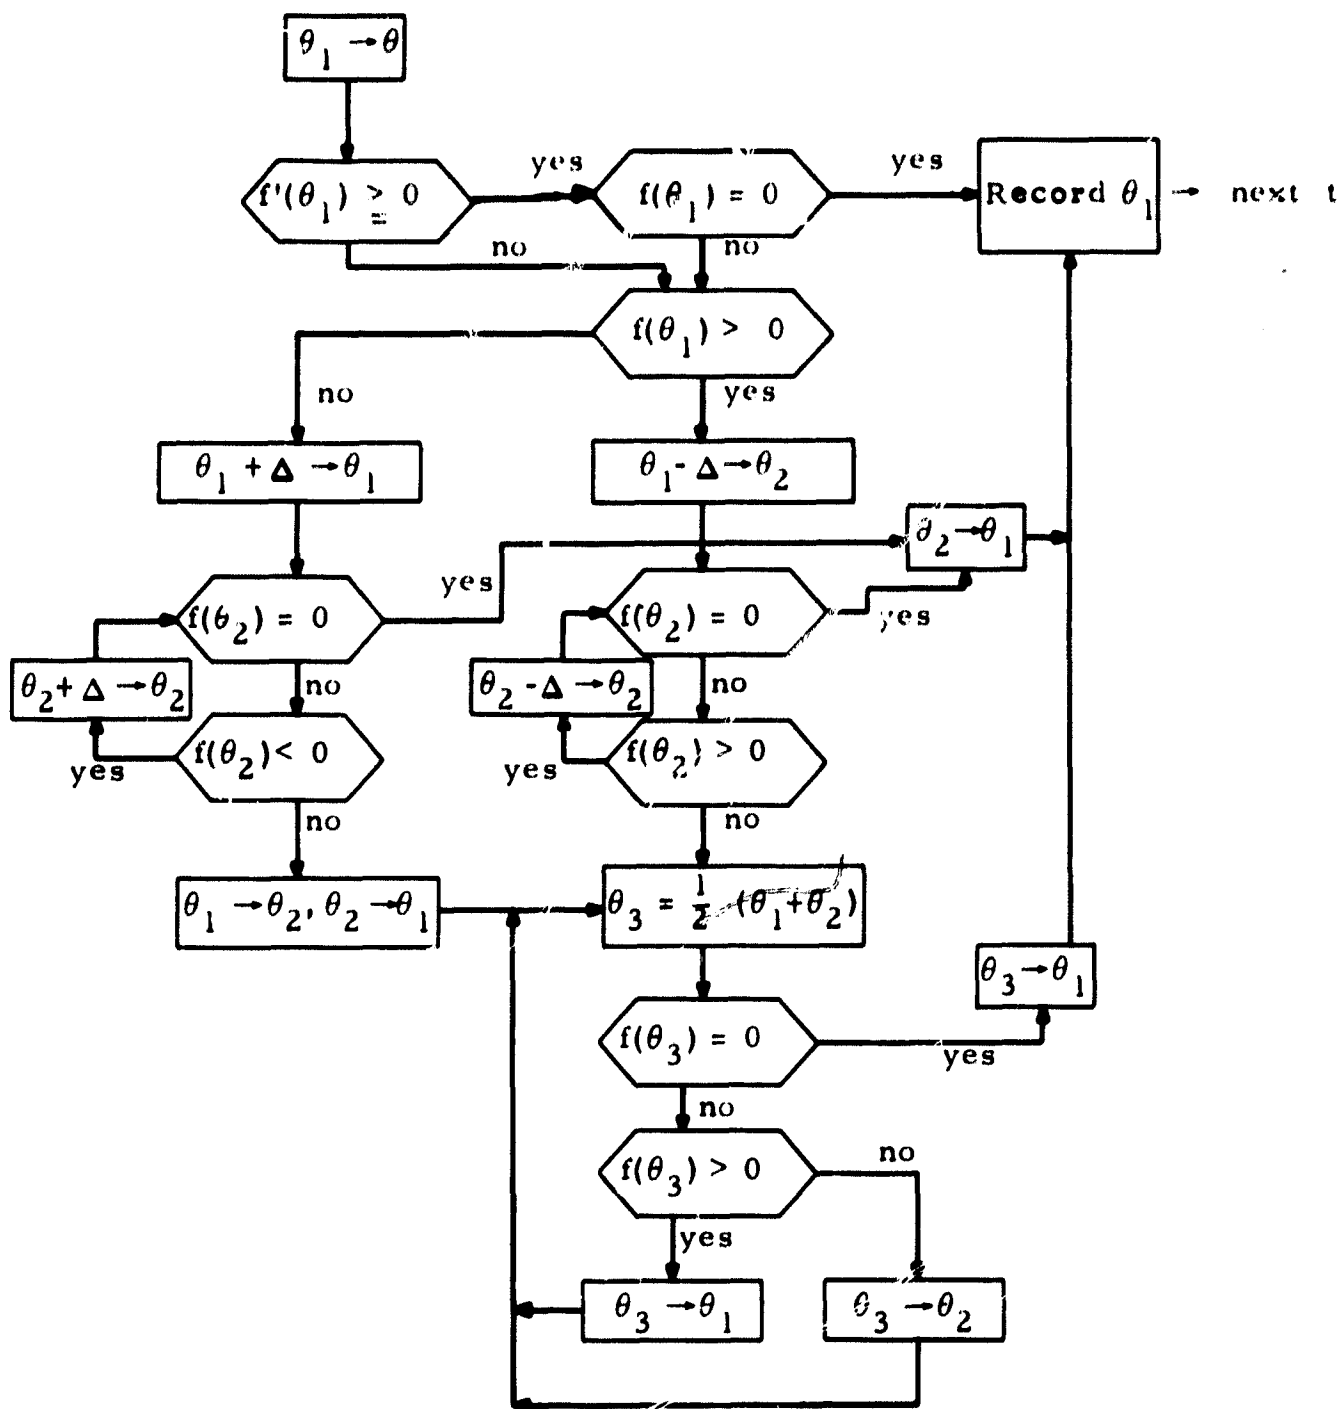 θ₁ → θ
f'(θ₁) ≧ 0
yes
f(θ₁) = 0
yes
Record θ₁ → next t
no
no
f(θ₁) > 0
no
yes
θ₁ + Δ → θ₁
θ₁ - Δ → θ₂
θ₂ → θ₁
yes
f(θ₂) = 0
f(θ₂) = 0
yes
θ₂ + Δ → θ₂
no
θ₂ - Δ → θ₂
no
f(θ₂) < 0
f(θ₂) > 0
yes
yes
no
no
θ₁ → θ₂, θ₂ → θ₁
θ₃ = 1/2 (θ₁+θ₂)
θ₃ → θ₁
f(θ₃) = 0
yes
no
f(θ₃) > 0
no
yes
θ₃ → θ₁
θ₃ → θ₂